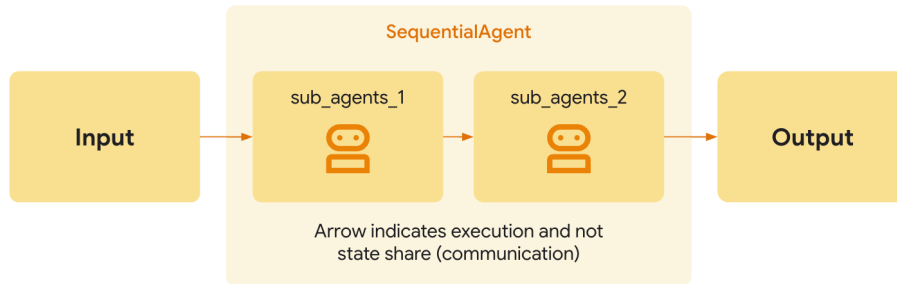 SequentialAgent
Input
sub_agents_1
sub_agents_2
Output
Arrow indicates execution and not
state share (communication)